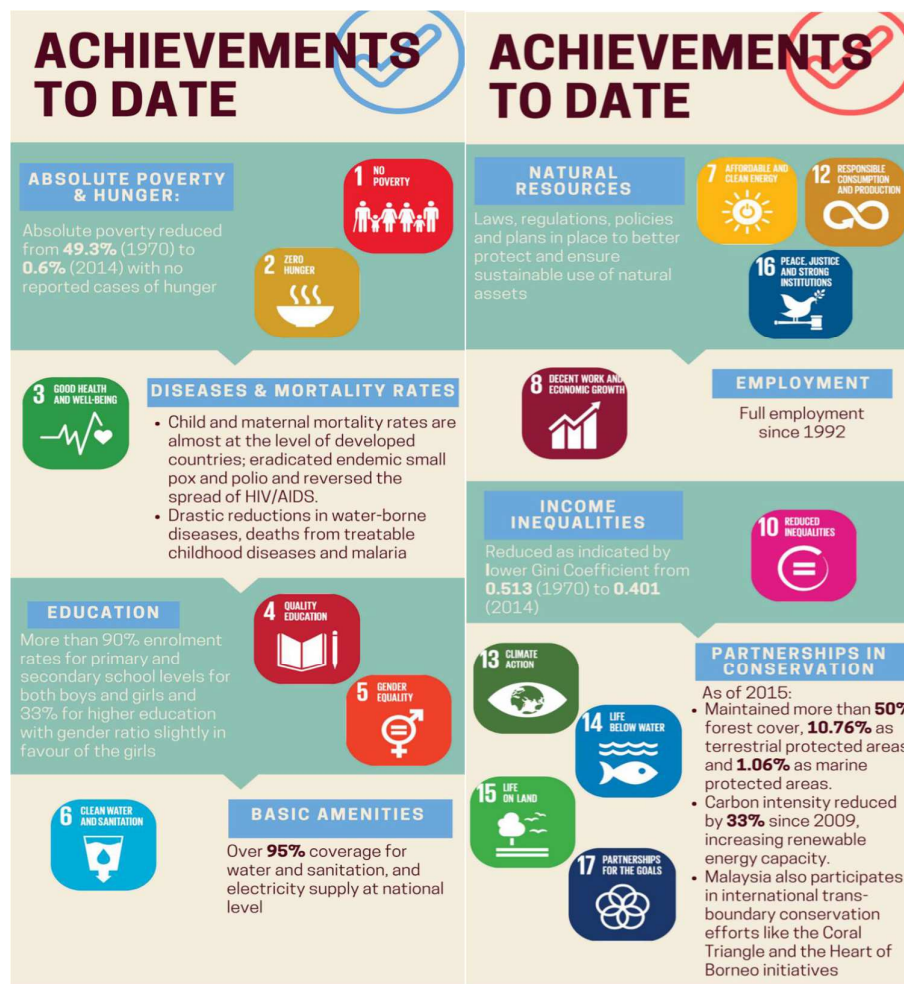 ACHIEVEMENTS
TO DATE
ABSOLUTE POVERTY
& HUNGER:
Absolute poverty reduced
from 49.3% (1970) to
0.6% (2014) with no
reported cases of hunger
1 NO
POVERTY
2 ZERO
HUNGER
3 GOOD HEALTH
AND WELL-BEING
DISEASES & MORTALITY RATES
• Child and maternal mortality rates are
almost at the level of developed
countries; eradicated endemic small
pox and polio and reversed the
spread of HIV/AIDS.
• Drastic reductions in water-borne
diseases, deaths from treatable
childhood diseases and malaria
EDUCATION
More than 90% enrolment
rates for primary and
secondary school levels for
both boys and girls and
33% for higher education
with gender ratio slightly in
favour of the girls
4 QUALITY
EDUCATION
5 GENDER
EQUALITY
6 CLEAN WATER
AND SANITATION
BASIC AMENITIES
Over 95% coverage for
water and sanitation, and
electricity supply at national
level
ACHIEVEMENTS
TO DATE
NATURAL
RESOURCES
Laws, regulations, policies
and plans in place to better
protect and ensure
sustainable use of natural
assets
7 AFFORDABLE AND
CLEAN ENERGY
12 RESPONSIBLE
CONSUMPTION
AND PRODUCTION
16 PEACE, JUSTICE
AND STRONG
INSTITUTIONS
8 DECENT WORK AND
ECONOMIC GROWTH
EMPLOYMENT
Full employment
since 1992
INCOME
INEQUALITIES
Reduced as indicated by
lower Gini Coefficient from
0.513 (1970) to 0.401
(2014)
10 REDUCED
INEQUALITIES
13 CLIMATE
ACTION
14 LIFE
BELOW WATER
15 LIFE
ON LAND
17 PARTNERSHIPS
FOR THE GOALS
PARTNERSHIPS IN
CONSERVATION
As of 2015:
• Maintained more than 50%
forest cover, 10.76% as
terrestrial protected areas
and 1.06% as marine
protected areas.
• Carbon intensity reduced
by 33% since 2009,
increasing renewable
energy capacity.
• Malaysia also participates
in international trans-
boundary conservation
efforts like the Coral
Triangle and the Heart of
Borneo initiatives